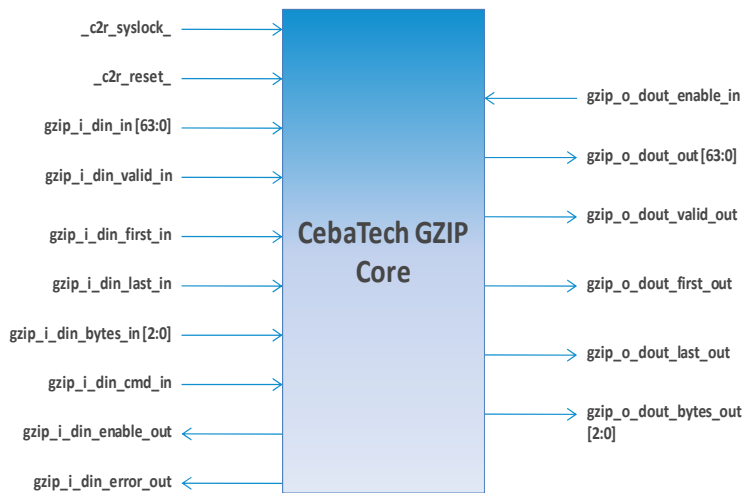 _c2r_syslock_
_c2r_reset_
gzip_i_din_in [63:0]
gzip_i_din_valid_in
gzip_i_din_first_in
gzip_i_din_last_in
gzip_i_din_bytes_in [2:0]
gzip_i_din_cmd_in
gzip_i_din_enable_out
gzip_i_din_error_out
CebaTech GZIP
Core
gzip_o_dout_enable_in
gzip_o_dout_out [63:0]
gzip_o_dout_valid_out
gzip_o_dout_first_out
gzip_o_dout_last_out
gzip_o_dout_bytes_out
[2:0]